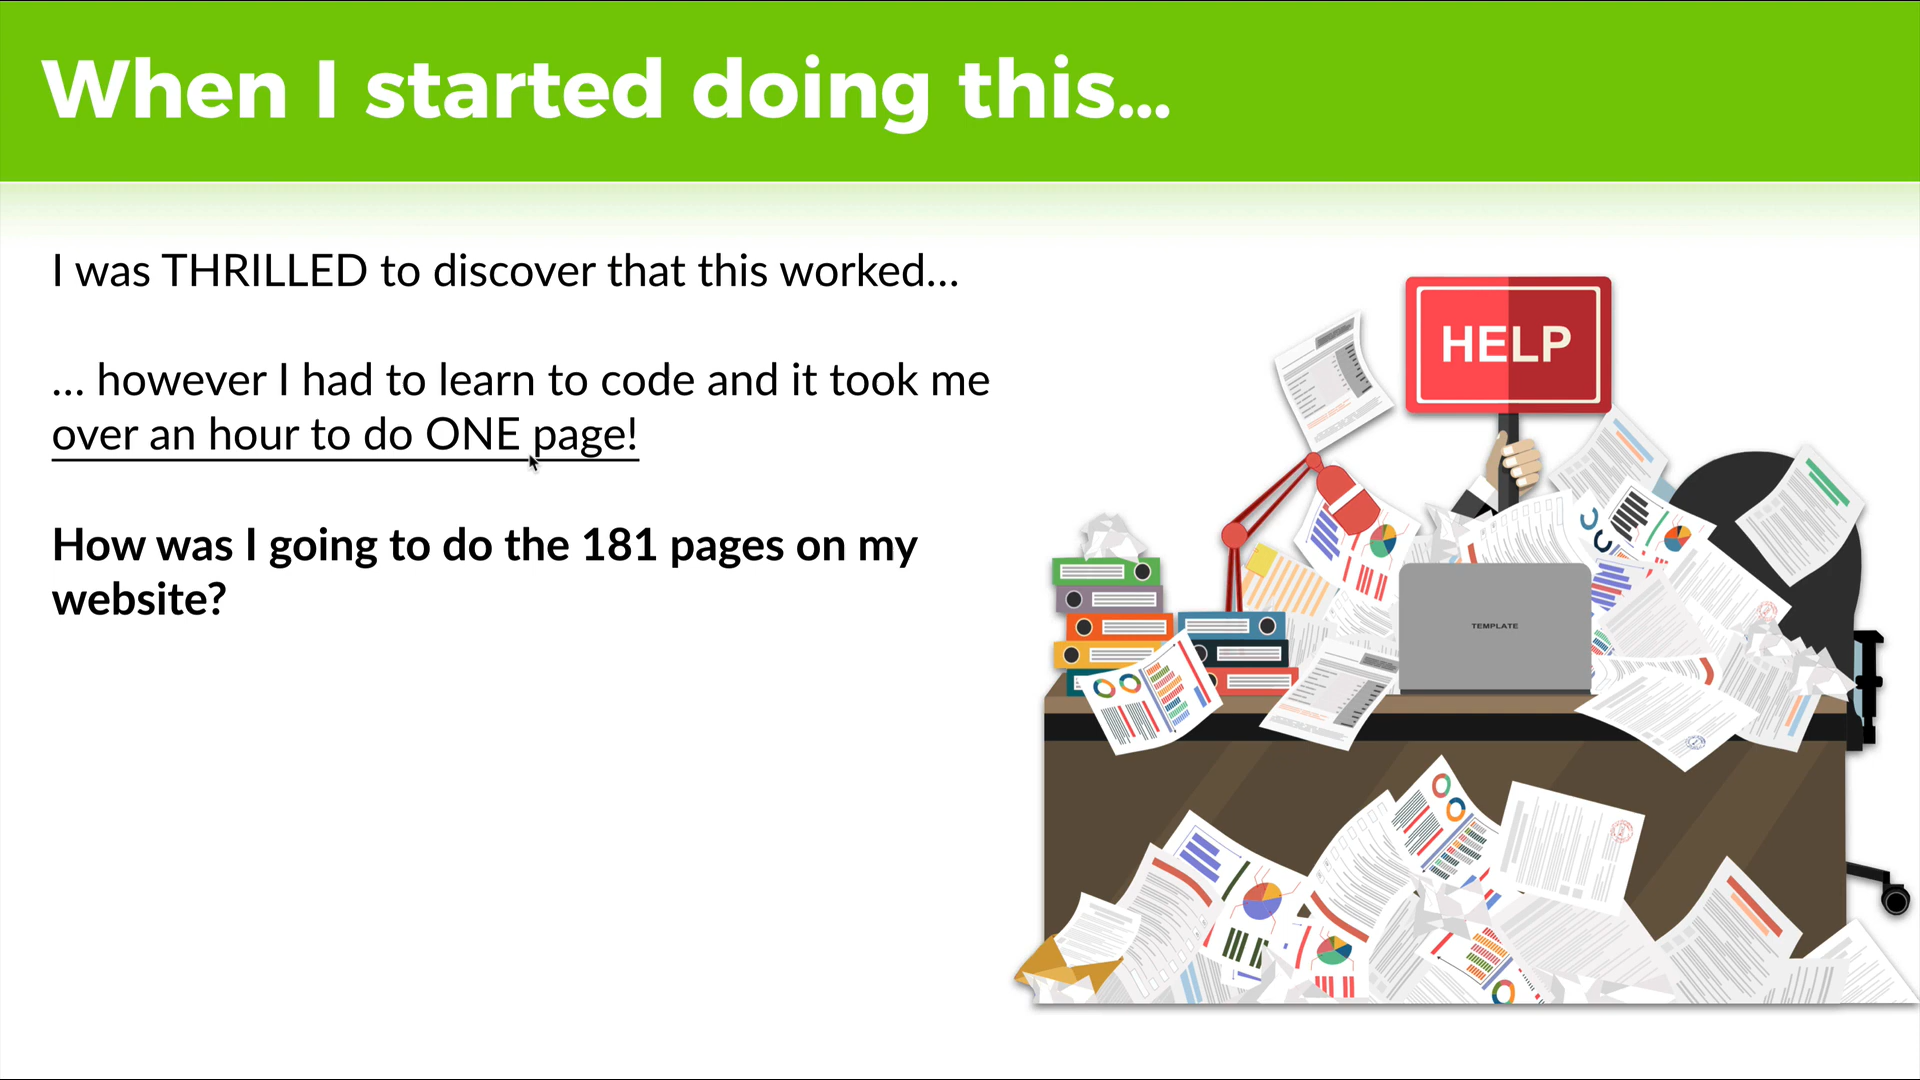 When I started doing this...
I was THRILLED to discover that this worked...
... however I had to learn to code and it took me
over an hour to do ONE page!
How was I going to do the 181 pages on my
website?
HELP
TEMPLATE